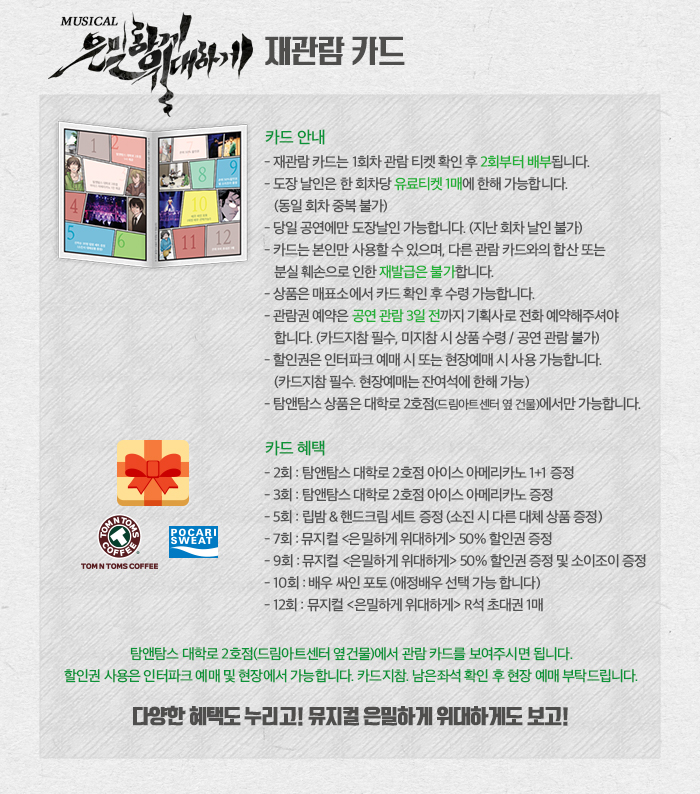 MUSICAL
은밀하게 위대하게 재관람 카드
카드 안내
- 재관람 카드는 1회차 관람 티켓 확인 후 2회부터 배부됩니다.
- 도장 날인은 한 회차당 유료티켓 1매에 한해 가능합니다.
(동일 회차 중복 불가)
- 당일 공연에만 도장날인 가능합니다. (지난 회차 날인 불가)
- 카드는 본인만 사용할 수 있으며, 다른 관람 카드와의 합산 또는
분실 훼손으로 인한 재발급은 불가합니다.
- 상품은 매표소에서 카드 확인 후 수령 가능합니다.
- 관람권 예약은 공연 관람 3일 전까지 기획사로 전화 예약해주셔야
합니다. (카드지참 필수, 미지참 시 상품 수령 / 공연 관람 불가)
- 할인권은 인터파크 예매 시 또는 현장예매 시 사용 가능합니다.
(카드지참 필수. 현장예매는 잔여석에 한해 가능)
- 탐앤탐스 상품은 대학로 2호점(드림아트센터 옆 건물)에서만 가능합니다.
1
2
4
5
6
8
9
10
11
12
카드 혜택
- 2회 : 탐앤탐스 대학로 2호점 아이스 아메리카노 1+1 증정
- 3회 : 탐앤탐스 대학로 2호점 아이스 아메리카노 증정
- 5회 : 립밤 & 핸드크림 세트 증정 (소진 시 다른 대체 상품 증정)
- 7회 : 뮤지컬 <은밀하게 위대하게> 50% 할인권 증정
- 9회 : 뮤지컬 <은밀하게 위대하게> 50% 할인권 증정 및 소이조이 증정
- 10회 : 배우 싸인 포토 (애정배우 선택 가능 합니다)
- 12회 : 뮤지컬 <은밀하게 위대하게> R석 초대권 1매
TOM N TOMS
COFFEE
TOM N TOMS COFFEE
POCARI
SWEAT
탐앤탐스 대학로 2호점(드림아트센터 옆건물)에서 관람 카드를 보여주시면 됩니다.
할인권 사용은 인터파크 예매 및 현장에서 가능합니다. 카드지참. 남은좌석 확인 후 현장 예매 부탁드립니다.
다양한 혜택도 누리고! 뮤지컬 은밀하게 위대하게도 보고!